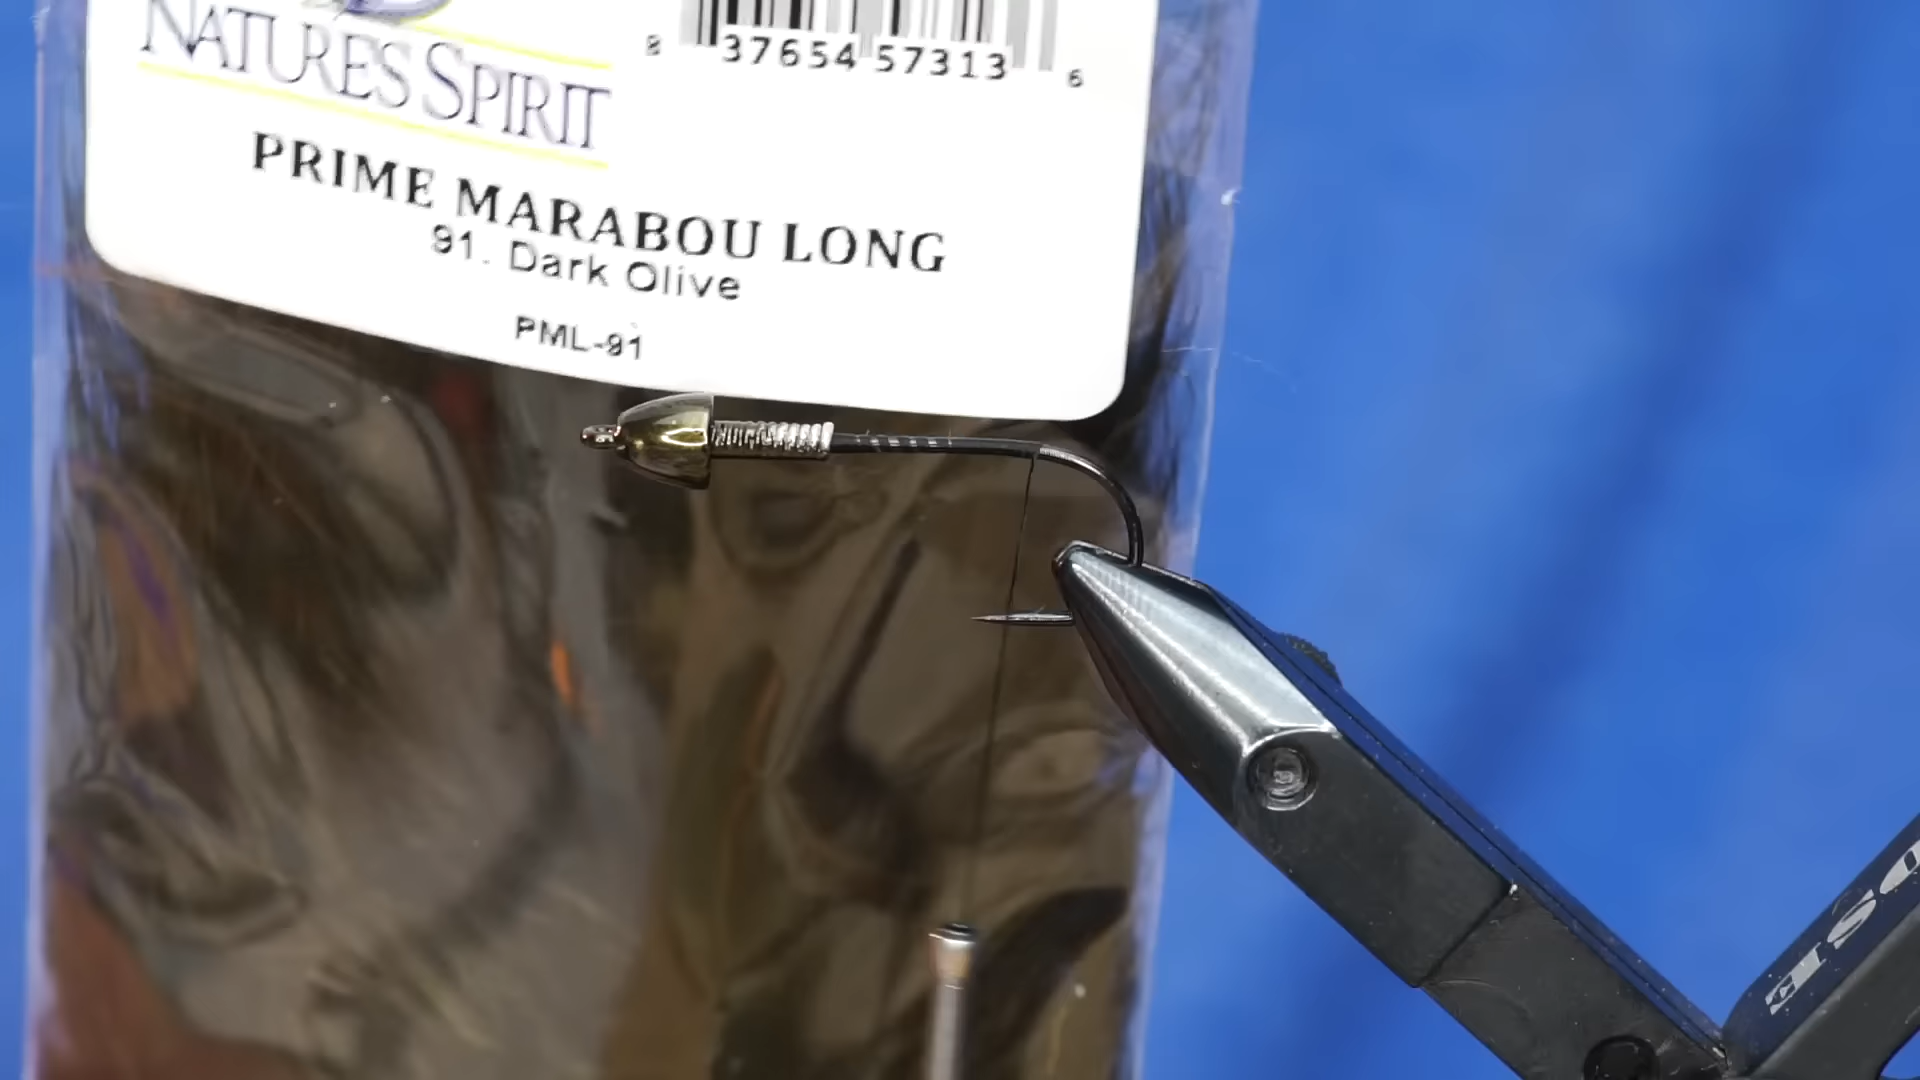 NATURE'S SPIRIT
8 37654 57313 6
PRIME MARABOU LONG
91. Dark Olive
PML-91